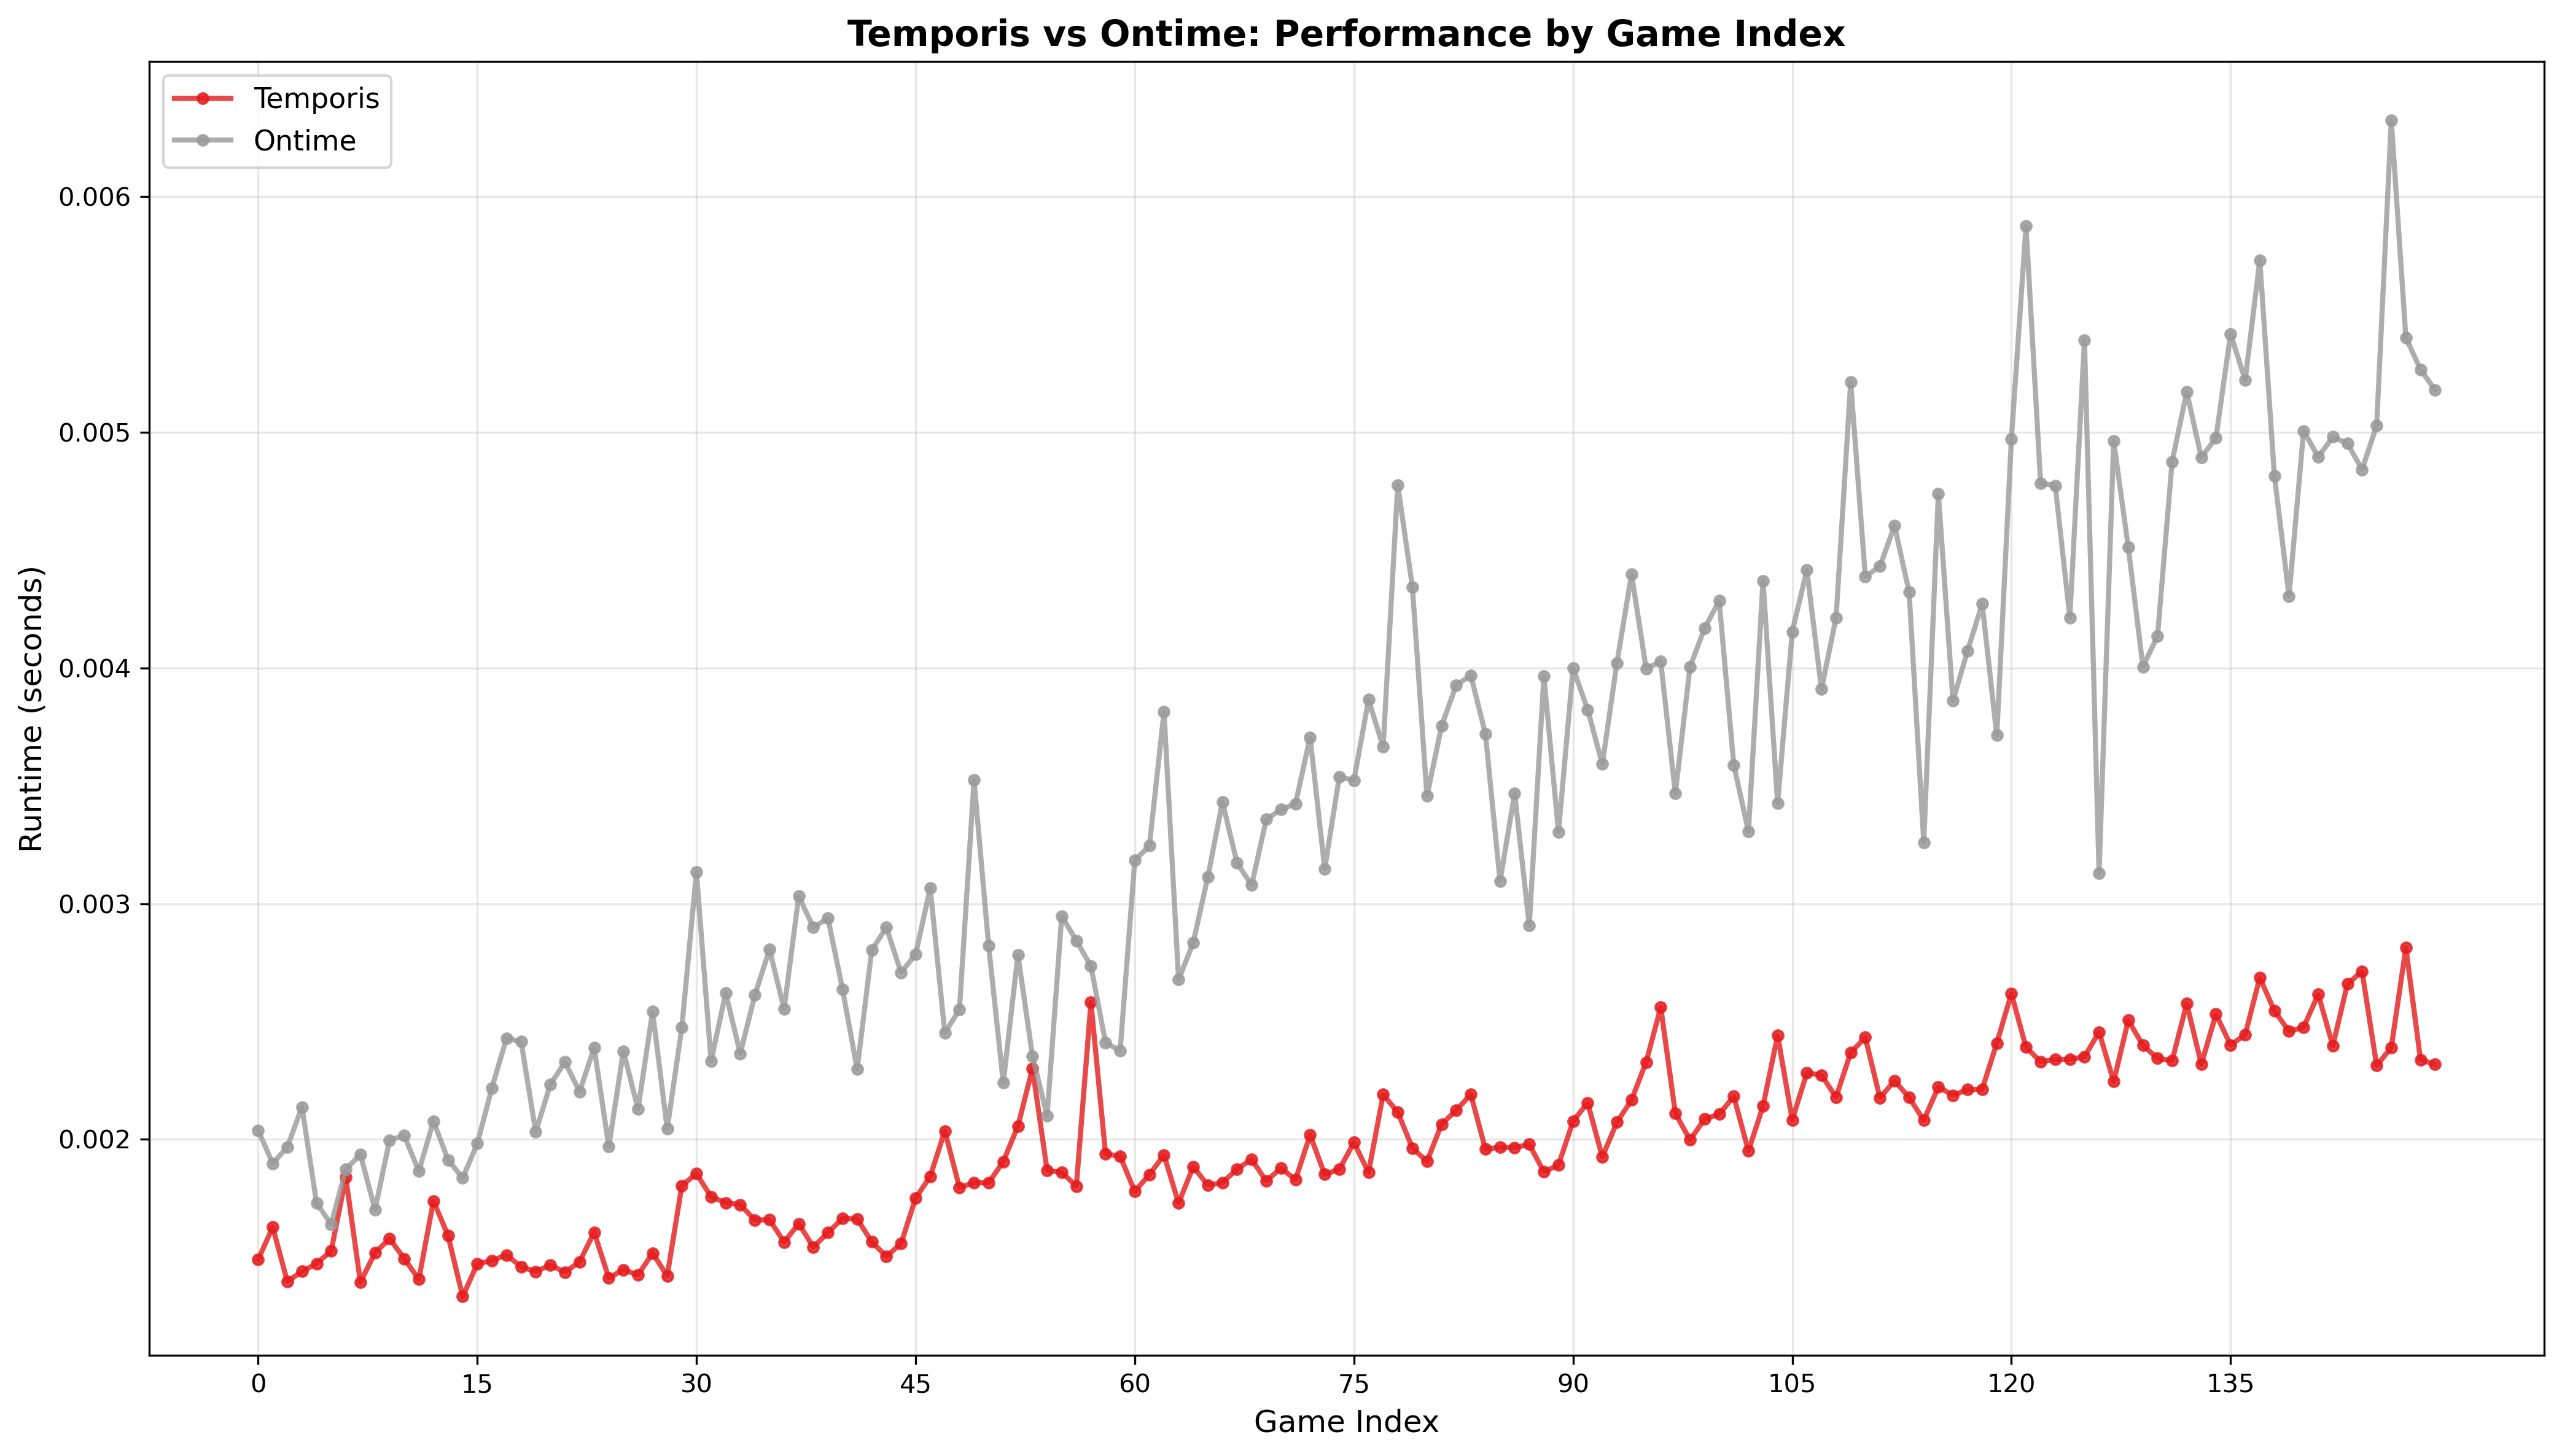 Temporis vs Ontime: Performance by Game Index
Temporis
Ontime
Runtime (seconds)
0.006
0.005
0.004
0.003
0.002
0 15 30 45 60 75 90 105 120 135
Game Index